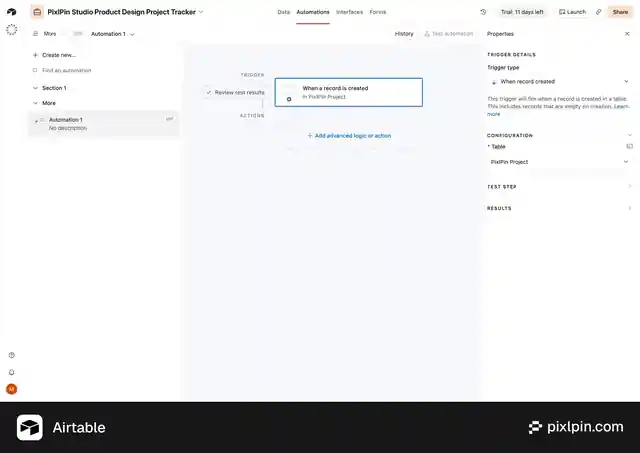 PixlPin Studio Product Design Project Tracker
Data
Automations
Interfaces
Forms
Trial: 11 days left
Launch
Share
More
Automation 1
History
Test automation
Properties
Create new...
Find an automation
Section 1
More
Automation 1
No description
OFF
TRIGGER
Review test results
When a record is created
In PixlPin Project
ACTIONS
+ Add advanced logic or action
TRIGGER DETAILS
Trigger type
When record created
This trigger will fire when a record is created in a table.
This includes records that are empty on creation. Learn
more
CONFIGURATION
* Table
PixlPin Project
TEST STEP
RESULTS
M
Airtable
pixlpin.com